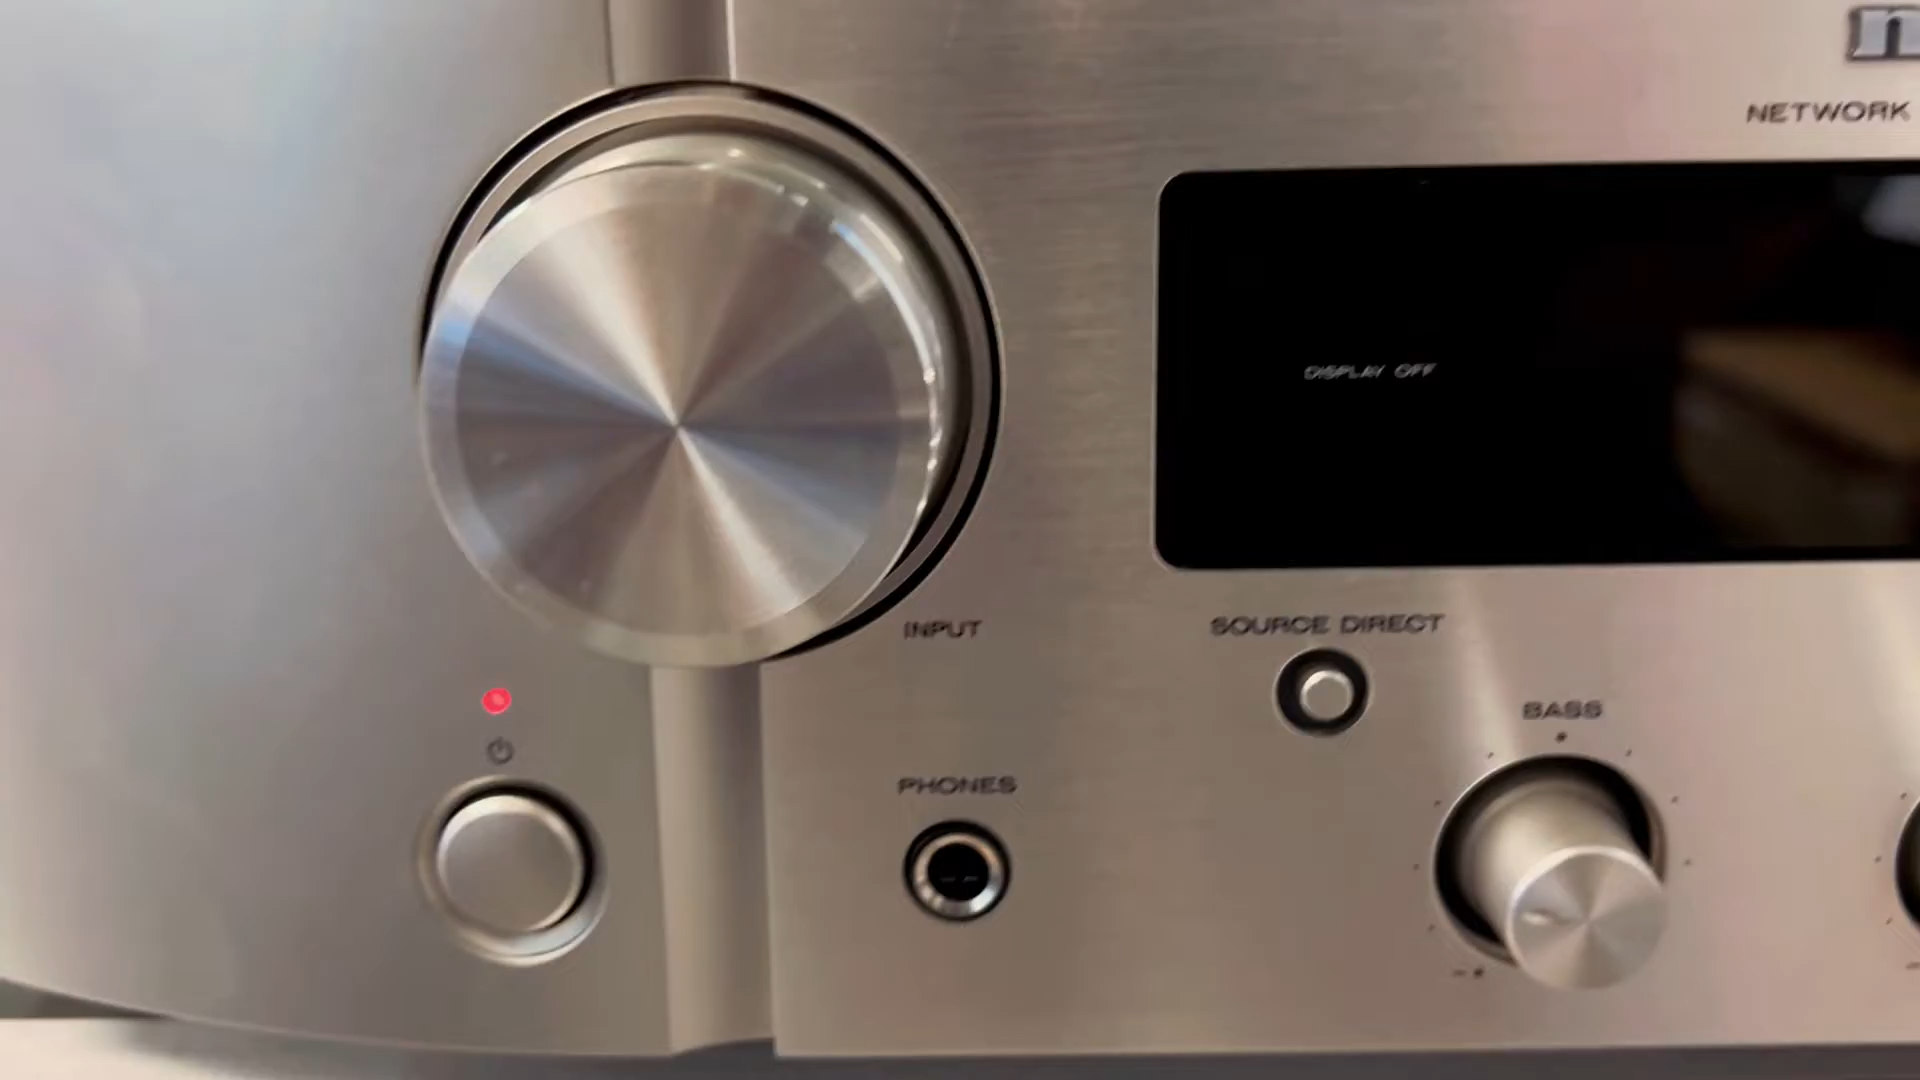 NETWORK
DISPLAY OFF
INPUT
SOURCE DIRECT
BASS
PHONES